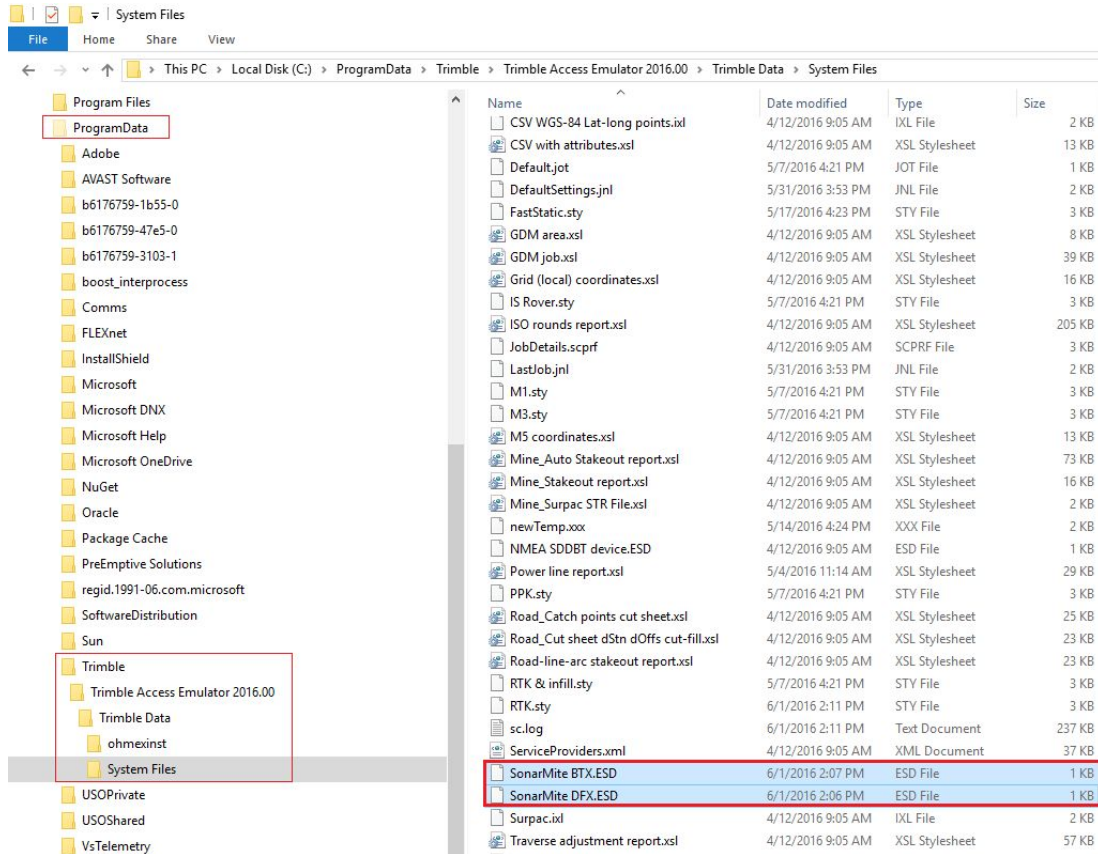 System Files
File Home Share View
This PC > Local Disk (C:) > ProgramData > Trimble > Trimble Access Emulator 2016.00 > Trimble Data > System Files
Program Files
ProgramData
Adobe
AVAST Software
b6176759-1b55-0
b6176759-47e5-0
b6176759-3103-1
boost_interprocess
Comms
FLEXnet
InstallShield
Microsoft
Microsoft DNX
Microsoft Help
Microsoft OneDrive
NuGet
Oracle
Package Cache
PreEmptive Solutions
regid.1991-06.com.microsoft
SoftwareDistribution
Sun
Trimble
Trimble Access Emulator 2016.00
Trimble Data
ohmexinst
System Files
USOPrivate
USOShared
VsTelemetry
Name Date modified Type Size
CSV WGS-84 Lat-long points.ixl 4/12/2016 9:05 AM IXL File 2 KB
CSV with attributes.xsl 4/12/2016 9:05 AM XSL Stylesheet 13 KB
Default.jot 5/7/2016 4:21 PM JOT File 1 KB
DefaultSettings.jnl 5/31/2016 3:53 PM JNL File 2 KB
FastStatic.sty 5/17/2016 4:23 PM STY File 3 KB
GDM area.xsl 4/12/2016 9:05 AM XSL Stylesheet 8 KB
GDM job.xsl 4/12/2016 9:05 AM XSL Stylesheet 39 KB
Grid (local) coordinates.xsl 4/12/2016 9:05 AM XSL Stylesheet 16 KB
IS Rover.sty 5/7/2016 4:21 PM STY File 3 KB
ISO rounds report.xsl 4/12/2016 9:05 AM XSL Stylesheet 205 KB
JobDetails.scprf 4/12/2016 9:05 AM SCPRF File 3 KB
LastJob.jnl 5/31/2016 3:53 PM JNL File 2 KB
M1.sty 5/7/2016 4:21 PM STY File 3 KB
M3.sty 5/7/2016 4:21 PM STY File 3 KB
M5 coordinates.xsl 4/12/2016 9:05 AM XSL Stylesheet 13 KB
Mine_Auto Stakeout report.xsl 4/12/2016 9:05 AM XSL Stylesheet 73 KB
Mine_Stakeout report.xsl 4/12/2016 9:05 AM XSL Stylesheet 16 KB
Mine_Surpac STR File.xsl 4/12/2016 9:05 AM XSL Stylesheet 2 KB
newTemp.xxx 5/14/2016 4:24 PM XXX File 2 KB
NMEA SDDBT device.ESD 4/12/2016 9:05 AM ESD File 1 KB
Power line report.xsl 5/4/2016 11:14 AM XSL Stylesheet 29 KB
PPK.sty 5/7/2016 4:21 PM STY File 3 KB
Road_Catch points cut sheet.xsl 4/12/2016 9:05 AM XSL Stylesheet 25 KB
Road_Cut sheet dStn dOffs cut-fill.xsl 4/12/2016 9:05 AM XSL Stylesheet 23 KB
Road-line-arc stakeout report.xsl 4/12/2016 9:05 AM XSL Stylesheet 23 KB
RTK & infill.sty 5/7/2016 4:21 PM STY File 3 KB
RTK.sty 6/1/2016 2:11 PM STY File 3 KB
sc.log 6/1/2016 2:11 PM Text Document 237 KB
ServiceProviders.xml 4/12/2016 9:05 AM XML Document 37 KB
SonarMite BTX.ESD 6/1/2016 2:07 PM ESD File 1 KB
SonarMite DFX.ESD 6/1/2016 2:06 PM ESD File 1 KB
Surpac.ixl 4/12/2016 9:05 AM IXL File 2 KB
Traverse adjustment report.xsl 4/12/2016 9:05 AM XSL Stylesheet 57 KB